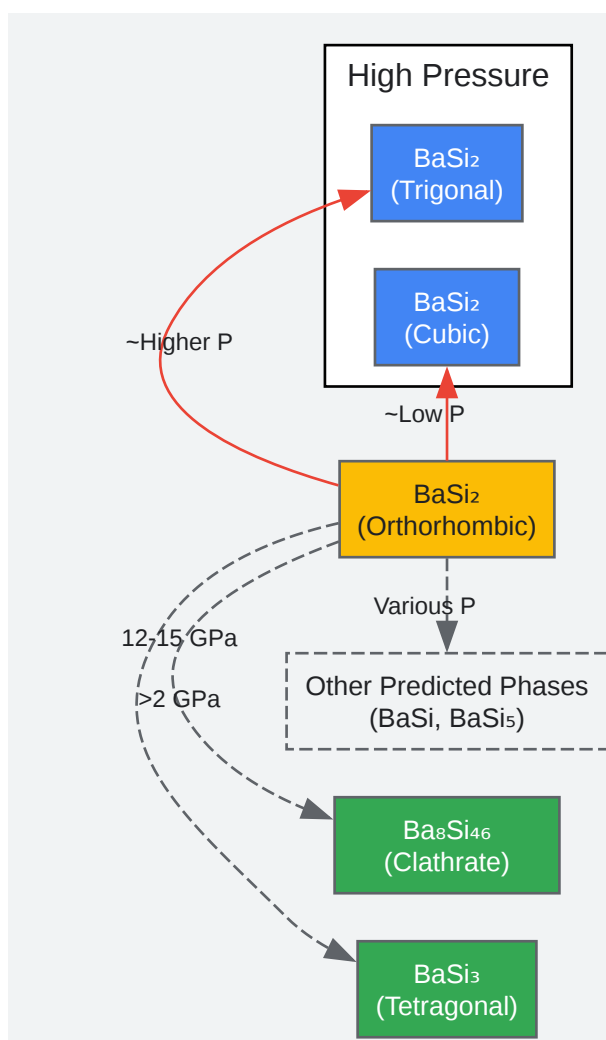 High Pressure
BaSi₂
(Trigonal)
BaSi₂
(Cubic)
~Higher P
~Low P
BaSi₂
(Orthorhombic)
Various P
12-15 GPa
Other Predicted Phases
(BaSi, BaSi₅)
>2 GPa
Ba₈Si₄₆
(Clathrate)
BaSi₃
(Tetragonal)